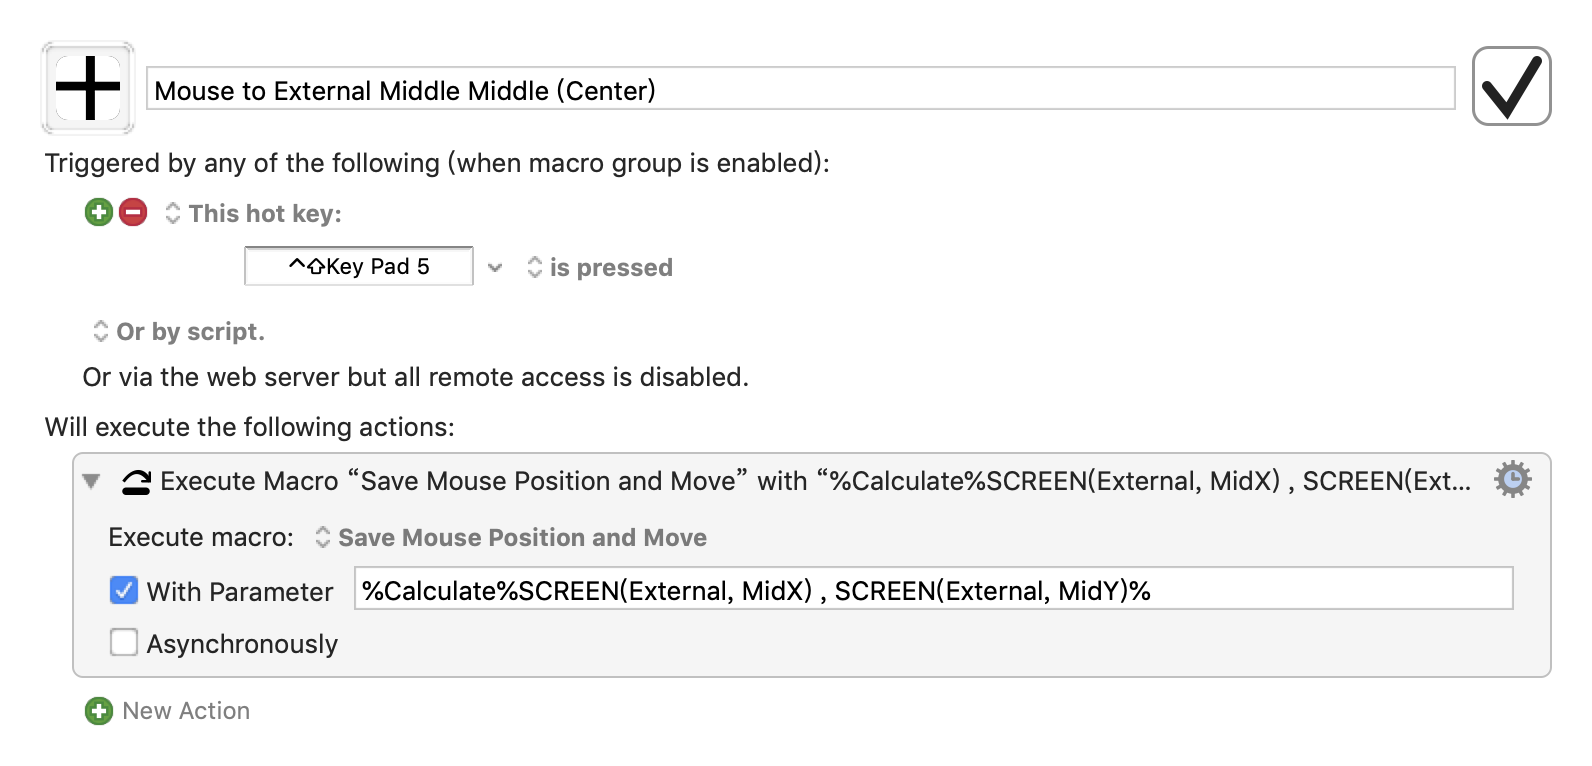 Mouse to External Middle Middle (Center)
Triggered by any of the following (when macro group is enabled):
This hot key:
^⇧Key Pad 5
is pressed
Or by script.
Or via the web server but all remote access is disabled.
Will execute the following actions:
Execute Macro “Save Mouse Position and Move” with “%Calculate%SCREEN(External, MidX) , SCREEN(Ext...
Execute macro: Save Mouse Position and Move
With Parameter %Calculate%SCREEN(External, MidX) , SCREEN(External, MidY)%
Asynchronously
New Action